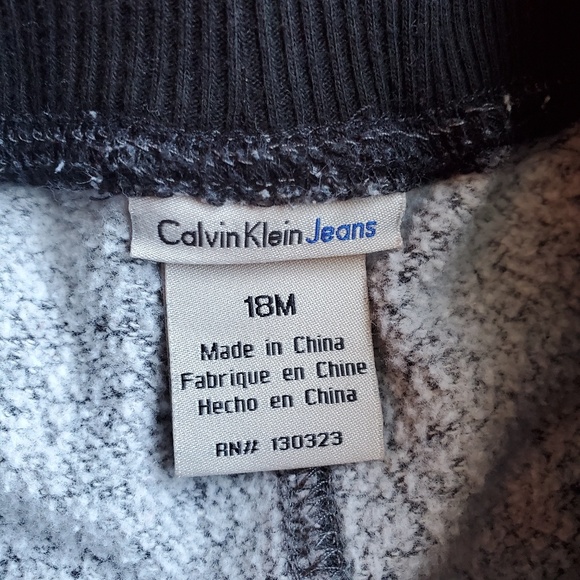 Calvin Klein Jeans
18M
Made in China
Fabrique en Chine
Hecho en China
RN# 130323